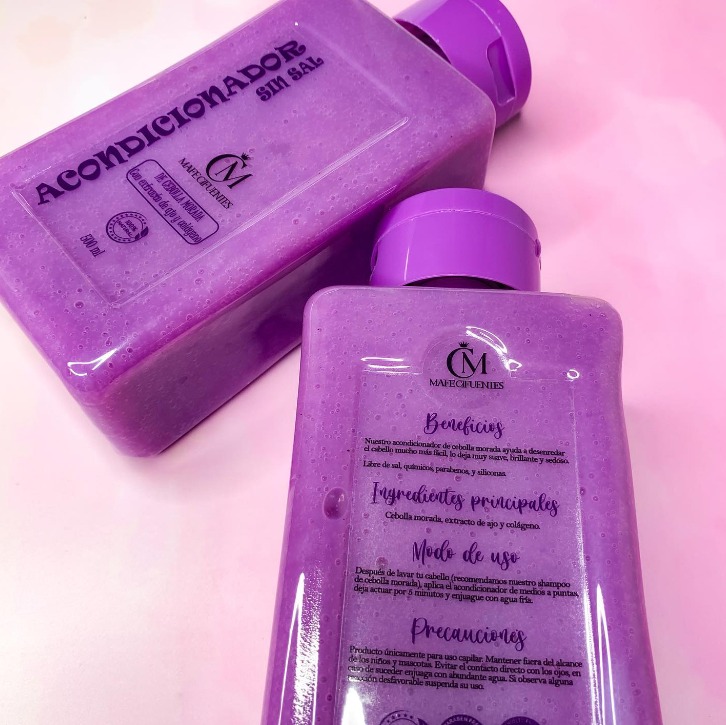 ACONDICIONADOR
SIN SAL
CM
MAFE CIFUENTES
DE CEBOLLA MORADA
Con extracto de ajo y colágeno
100%
500 ml
CM
MAFE CIFUENTES
Beneficios
Nuestro acondicionador de cebolla morada ayuda a desenredar
el cabello mucho más fácil, lo deja muy suave, brillante y sedoso.
Libre de sal, químicos, parabenos, y siliconas.
Ingredientes principales
Cebolla morada, extracto de ajo y colágeno.
Modo de uso
Después de lavar tu cabello (recomendamos nuestro shampoo
de cebolla morada), aplica el acondicionador de medios a puntas,
deja actuar por 5 minutos y enjuague con agua fría.
Precauciones
Producto únicamente para uso capilar. Mantener fuera del alcance
de los niños y mascotas. Evitar el contacto directo con los ojos, en
caso de suceder enjuaga con abundante agua. Si observa alguna
reacción desfavorable suspenda su uso.